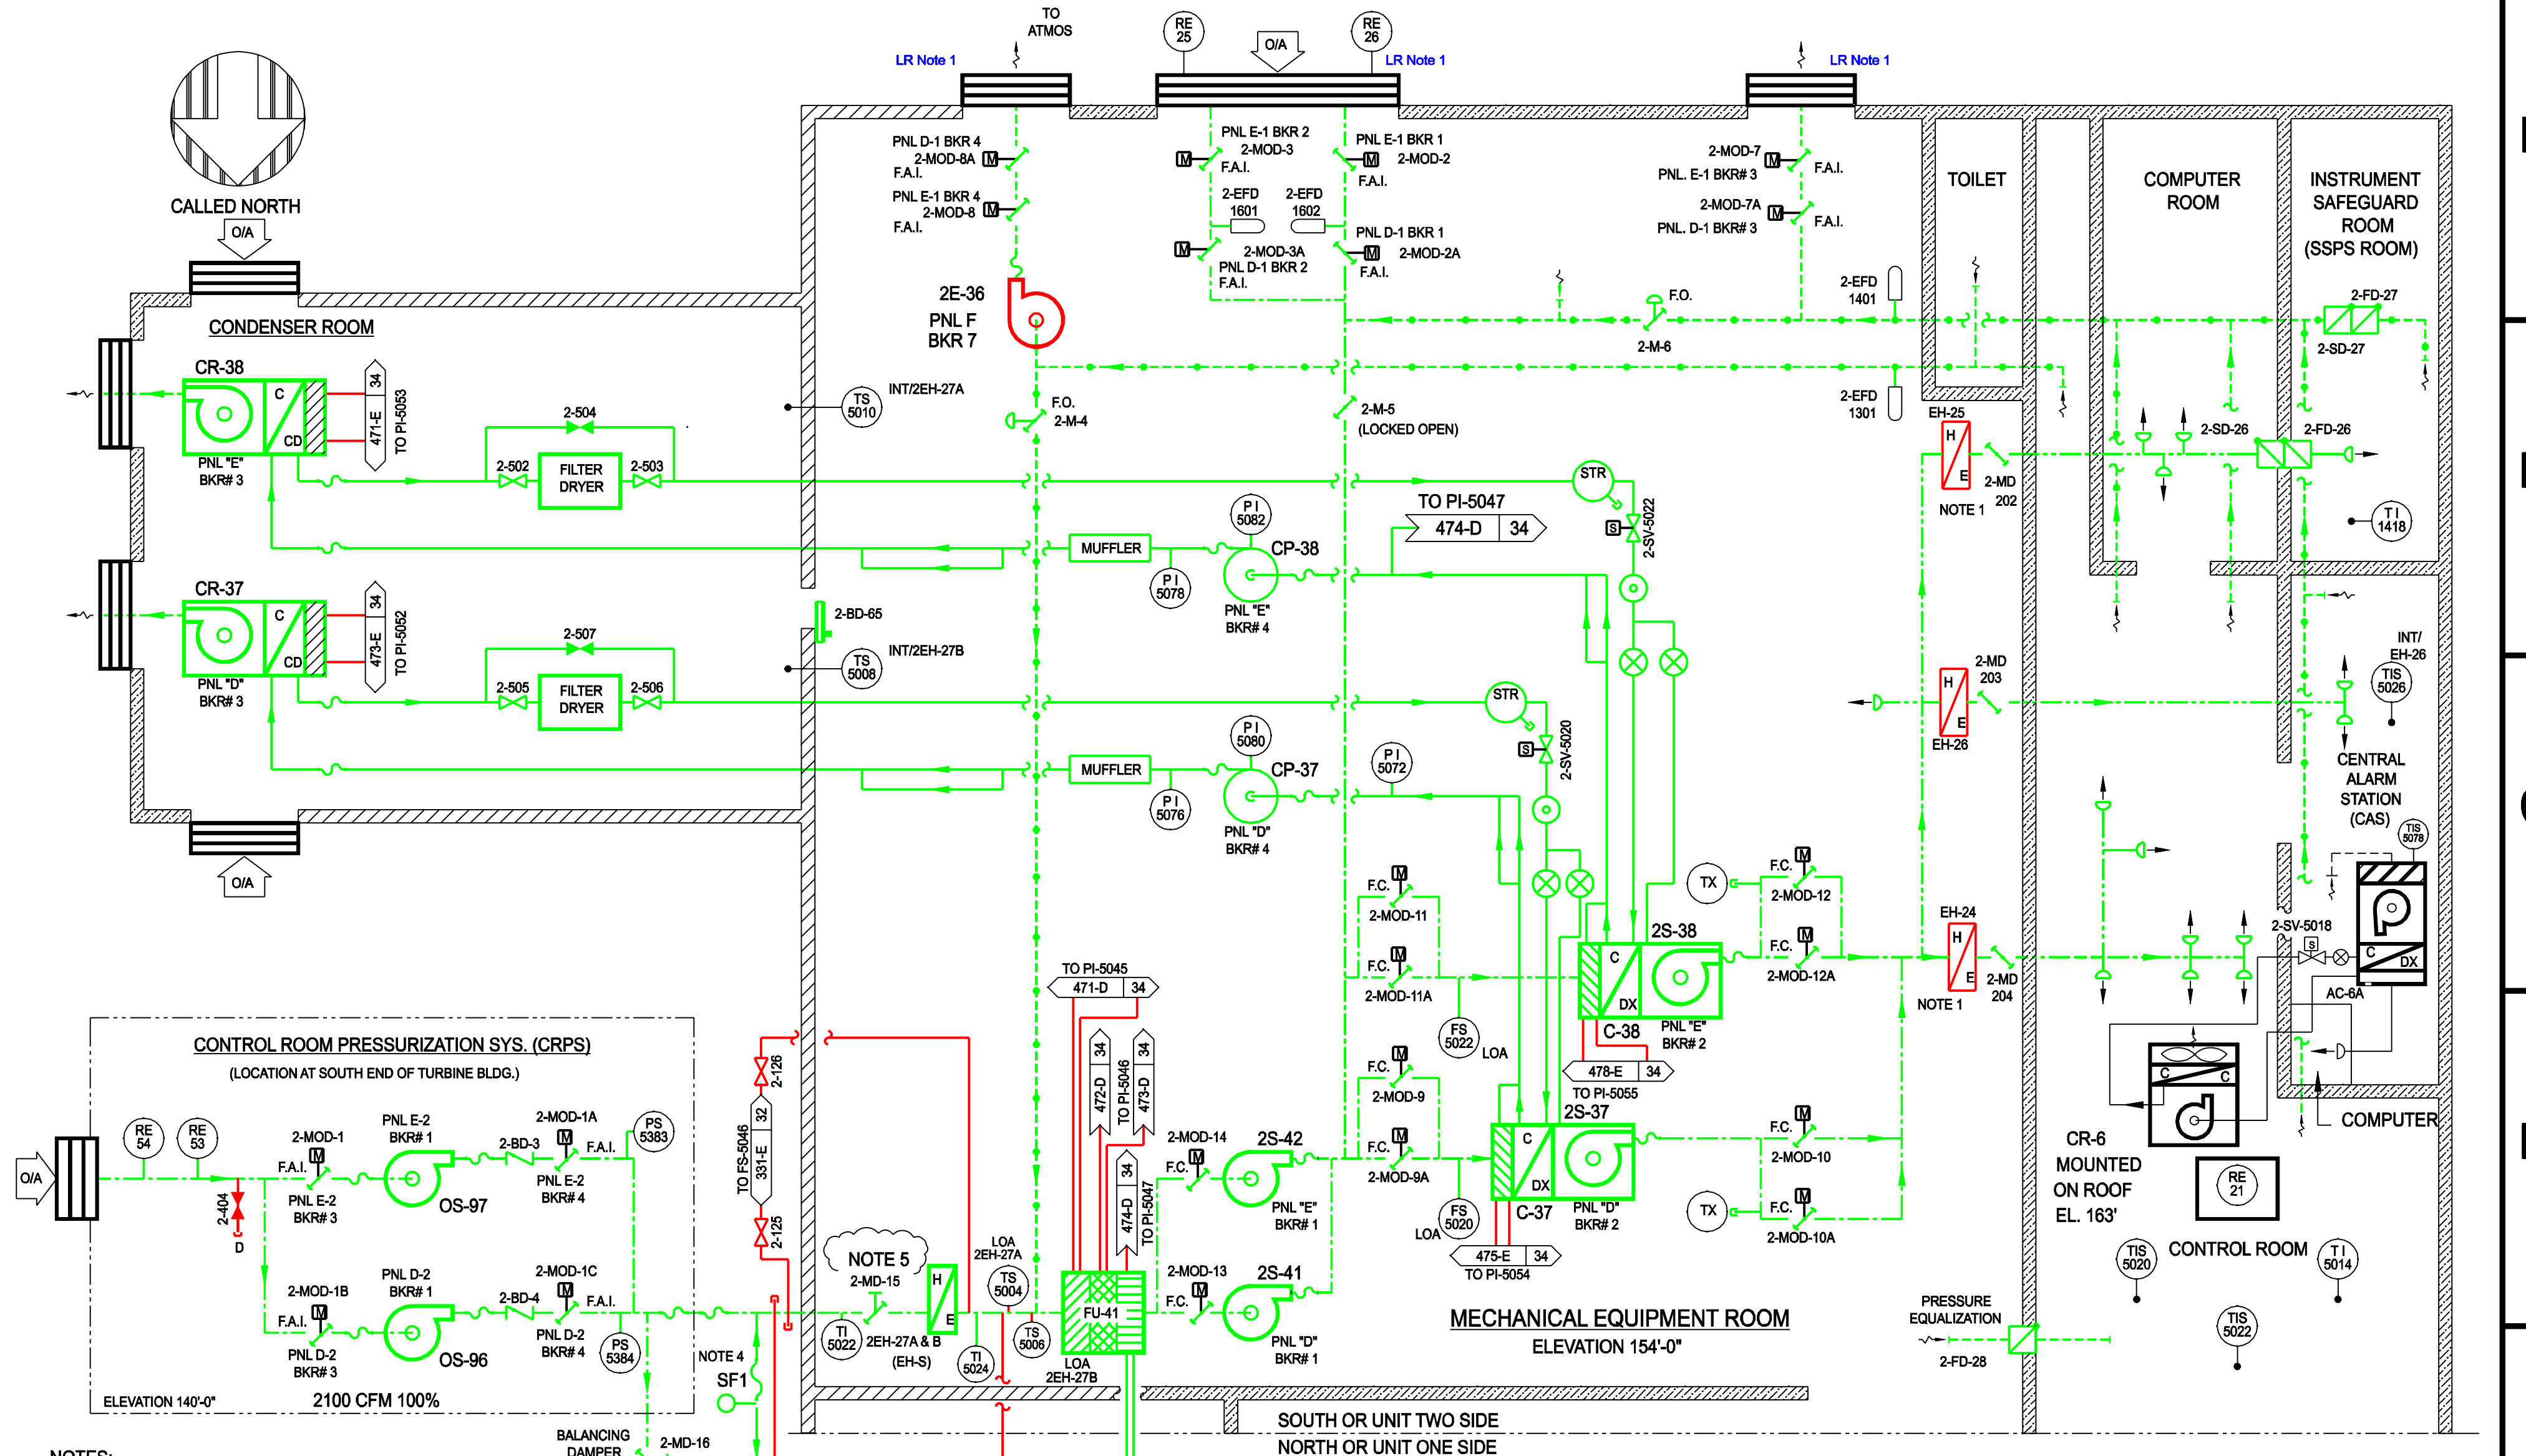 TO
ATMOS
RE
25
O/A
RE
26
LR Note 1
LR Note 1
LR Note 1
CALLED NORTH
O/A
PNL D-1 BKR 4
2-MOD-8A
M
F.A.I.
PNL E-1 BKR 4
2-MOD-8
M
F.A.I.
PNL E-1 BKR 2
2-MOD-3
M
F.A.I.
2-EFD
1601
M
2-MOD-3A
PNL D-1 BKR 2
F.A.I.
PNL E-1 BKR 1
M
2-MOD-2
F.A.I.
2-EFD
1602
PNL D-1 BKR 1
M
2-MOD-2A
F.A.I.
2-MOD-7
M
PNL. E-1 BKR# 3
F.A.I.
2-MOD-7A
M
PNL. D-1 BKR# 3
F.A.I.
TOILET
COMPUTER
ROOM
INSTRUMENT
SAFEGUARD
ROOM
(SSPS ROOM)
2E-36
PNL F
BKR 7
F.O.
2-M-6
2-EFD
1401
2-EFD
1301
2-FD-27
2-SD-27
CONDENSER ROOM
CR-38
C
CD
34
471-E
TO PI-5053
PNL "E"
BKR# 3
2-504
2-502
FILTER
DRYER
2-503
TS
5010
INT/2EH-27A
F.O.
2-M-4
2-M-5
(LOCKED OPEN)
EH-25
H
E
2-MD
202
NOTE 1
2-SD-26
2-FD-26
T I
1418
STR
S
2-SV-5022
TO PI-5047
474-D
34
MUFFLER
P I
5082
CP-38
P I
5078
PNL "E"
BKR# 4
CR-37
C
CD
34
473-E
TO PI-5052
PNL "D"
BKR# 3
2-507
2-505
FILTER
DRYER
2-506
2-BD-65
TS
5008
INT/2EH-27B
STR
S
2-SV-5020
MUFFLER
P I
5080
CP-37
P I
5076
PNL "D"
BKR# 4
P I
5072
2-MD
203
H
E
EH-26
INT/
EH-26
TIS
5026
CENTRAL
ALARM
STATION
(CAS)
TIS
5078
O/A
M
F.C.
2-MOD-11
M
F.C.
2-MOD-11A
TX
M
F.C.
2-MOD-12
M
F.C.
2-MOD-12A
2S-38
C
DX
C-38
PNL "E"
BKR# 2
478-E
34
TO PI-5055
FS
5022
LOA
EH-24
H
E
2-MD
204
NOTE 1
2-SV-5018
S
C
DX
AC-6A
C
C
COMPUTER
CR-6
MOUNTED
ON ROOF
EL. 163'
RE
21
CONTROL ROOM
TIS
5020
T I
5014
TIS
5022
PRESSURE
EQUALIZATION
2-FD-28
TO PI-5045
471-D
34
34
472-D
TO PI-5046
34
473-D
34
474-D
TO PI-5047
M
F.C.
2-MOD-9
M
F.C.
2-MOD-9A
2S-37
C
DX
C-37
PNL "D"
BKR# 2
475-E
34
TO PI-5054
FS
5020
LOA
M
F.C.
2-MOD-10
TX
M
F.C.
2-MOD-10A
2-MOD-14
M
F.C.
2S-42
PNL "E"
BKR# 1
2-MOD-13
M
F.C.
2S-41
PNL "D"
BKR# 1
CONTROL ROOM PRESSURIZATION SYS. (CRPS)
(LOCATION AT SOUTH END OF TURBINE BLDG.)
O/A
RE
54
RE
53
2-404
D
2-MOD-1
M
F.A.I.
PNL E-2
BKR# 3
PNL E-2
BKR# 1
OS-97
2-BD-3
2-MOD-1A
M
F.A.I.
PNL E-2
BKR# 4
PS
5383
2-MOD-1B
M
F.A.I.
PNL D-2
BKR# 3
PNL D-2
BKR# 1
OS-96
2-BD-4
2-MOD-1C
M
F.A.I.
PNL D-2
BKR# 4
PS
5384
ELEVATION 140'-0"
2100 CFM 100%
2-126
32
331-E
TO FS-5046
2-125
NOTE 5
2-MD-15
TI
5022
H
E
2EH-27A & B
(EH-S)
TI
5024
LOA
2EH-27A
TS
5004
TS
5006
FU-41
LOA
2EH-27B
NOTE 4
SF1
BALANCING
DAMPER
2-MD-16
MECHANICAL EQUIPMENT ROOM
ELEVATION 154'-0"
SOUTH OR UNIT TWO SIDE
NORTH OR UNIT ONE SIDE
NOTES: